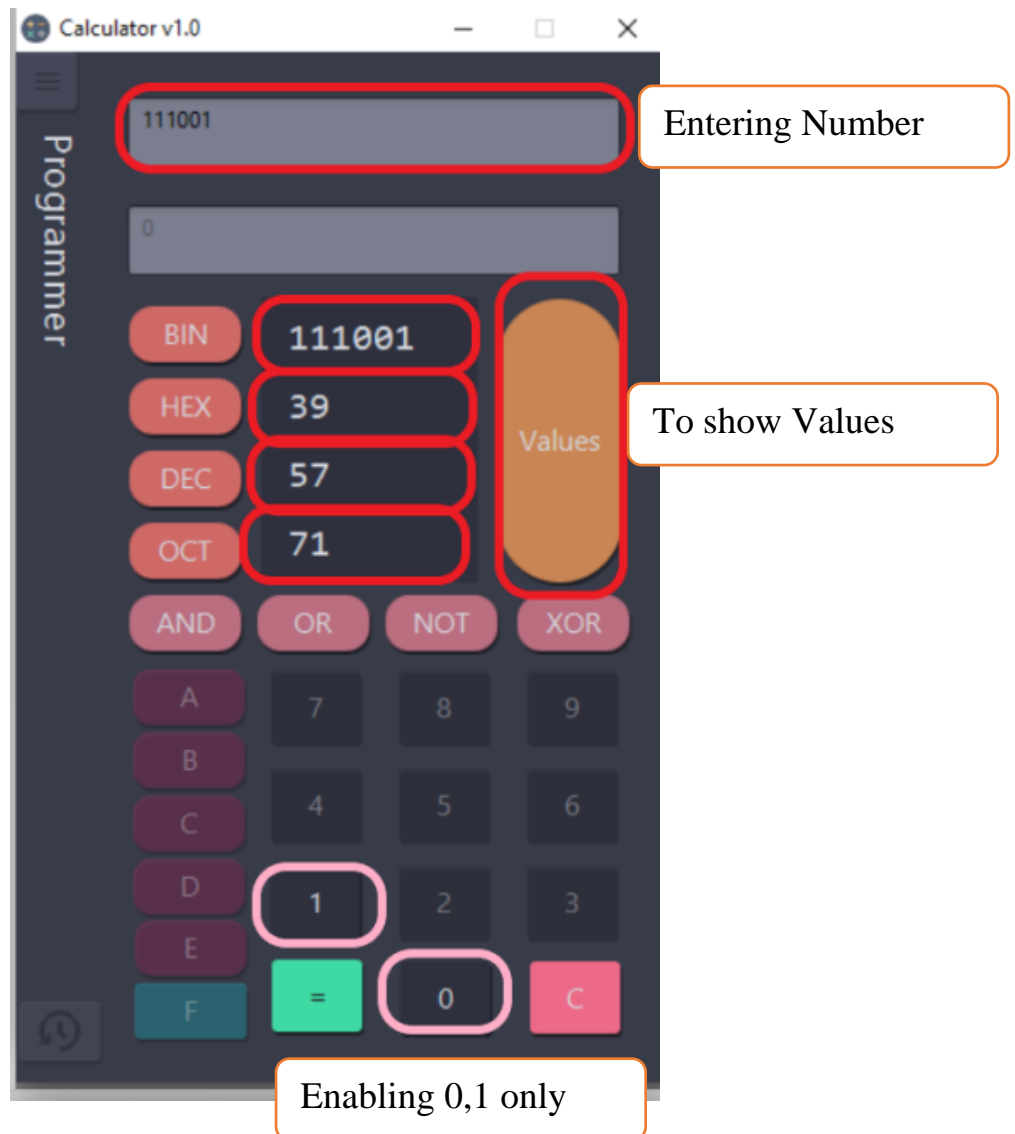 Calculator v1.0
111001
Entering Number
Programmer
0
BIN 111001
HEX 39
To show Values
Values
DEC 57
OCT 71
AND OR NOT XOR
A 7 8 9
B
C 4 5 6
D 1 2 3
E
F = 0 C
Enabling 0,1 only